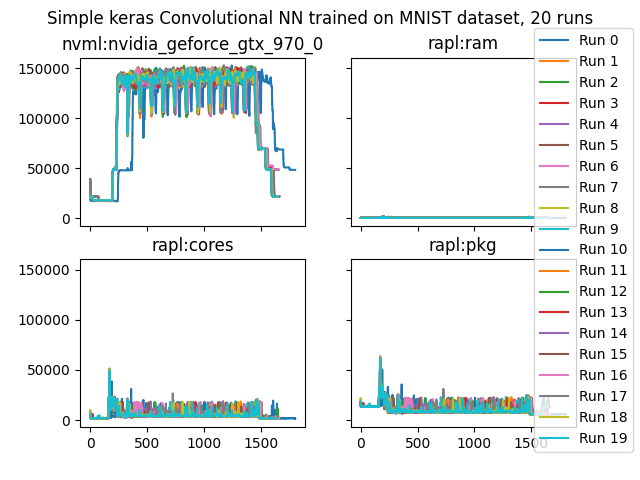 Simple keras Convolutional NN trained on MNIST dataset, 20 runs
nvml:nvidia_geforce_gtx_970_0
rapl:ram
150000
100000
50000
0
rapl:cores
rapl:pkg
150000
100000
50000
0
0
500
1000
1500
0
500
1000
1500
Run 0
Run 1
Run 2
Run 3
Run 4
Run 5
Run 6
Run 7
Run 8
Run 9
Run 10
Run 11
Run 12
Run 13
Run 14
Run 15
Run 16
Run 17
Run 18
Run 19